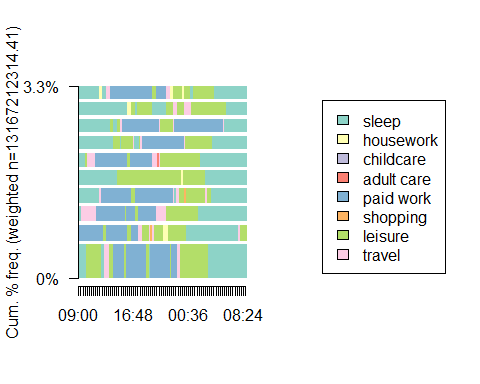 Cum. % freq. (weighted n=131672212314.41)
3.3%
0%
09:00 16:48 00:36 08:24
sleep
housework
childcare
adult care
paid work
shopping
leisure
travel